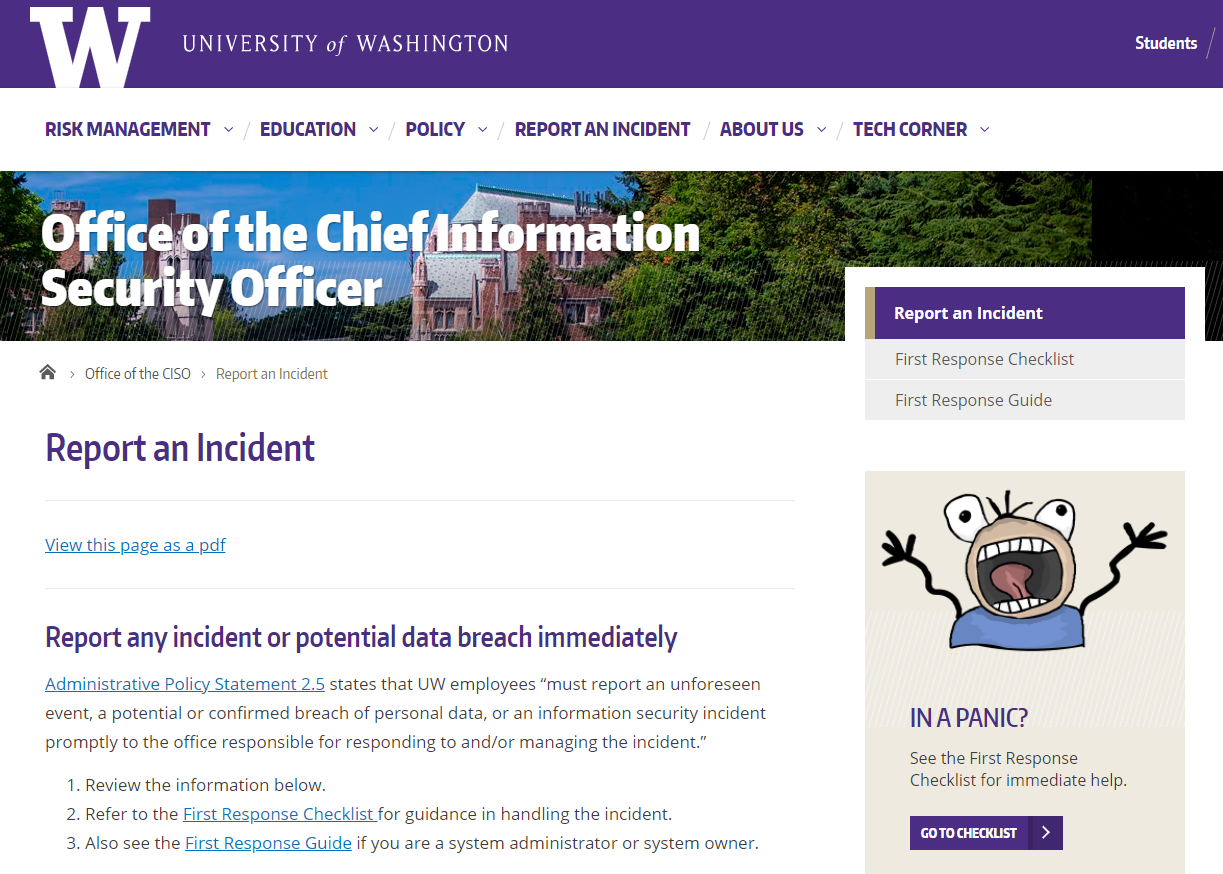 W
UNIVERSITY of WASHINGTON
Students
RISK MANAGEMENT
EDUCATION
POLICY
REPORT AN INCIDENT
ABOUT US
TECH CORNER
Office of the Chief Information
Security Officer
Office of the CISO
Report an Incident
Report an Incident
First Response Checklist
First Response Guide
Report an Incident
View this page as a pdf
Report any incident or potential data breach immediately
Administrative Policy Statement 2.5 states that UW employees “must report an unforeseen
event, a potential or confirmed breach of personal data, or an information security incident
promptly to the office responsible for responding to and/or managing the incident.”
1. Review the information below.
2. Refer to the First Response Checklist for guidance in handling the incident.
3. Also see the First Response Guide if you are a system administrator or system owner.
IN A PANIC?
See the First Response
Checklist for immediate help.
GO TO CHECKLIST